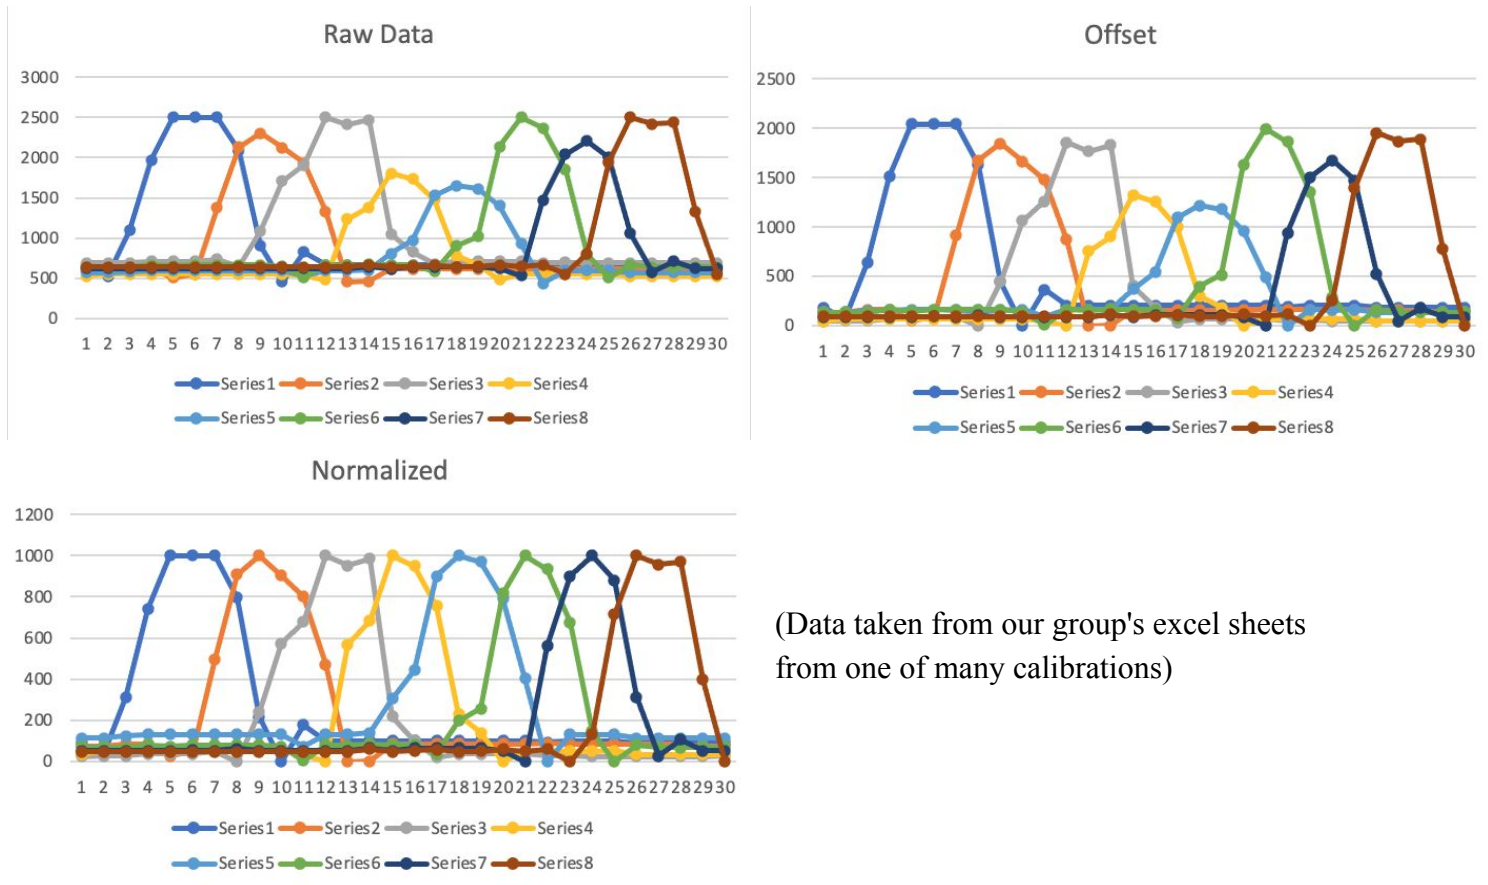 Raw Data
3000
2500
2000
1500
1000
500
0
1 2 3 4 5 6 7 8 9 10 11 12 13 14 15 16 17 18 19 20 21 22 23 24 25 26 27 28 29 30
Series1 Series2 Series3 Series4
Series5 Series6 Series7 Series8
Offset
2500
2000
1500
1000
500
0
1 2 3 4 5 6 7 8 9 10 11 12 13 14 15 16 17 18 19 20 21 22 23 24 25 26 27 28 29 30
Series1 Series2 Series3 Series4
Series5 Series6 Series7 Series8
Normalized
1200
1000
800
600
400
200
0
1 2 3 4 5 6 7 8 9 10 11 12 13 14 15 16 17 18 19 20 21 22 23 24 25 26 27 28 29 30
Series1 Series2 Series3 Series4
Series5 Series6 Series7 Series8
(Data taken from our group's excel sheets
from one of many calibrations)